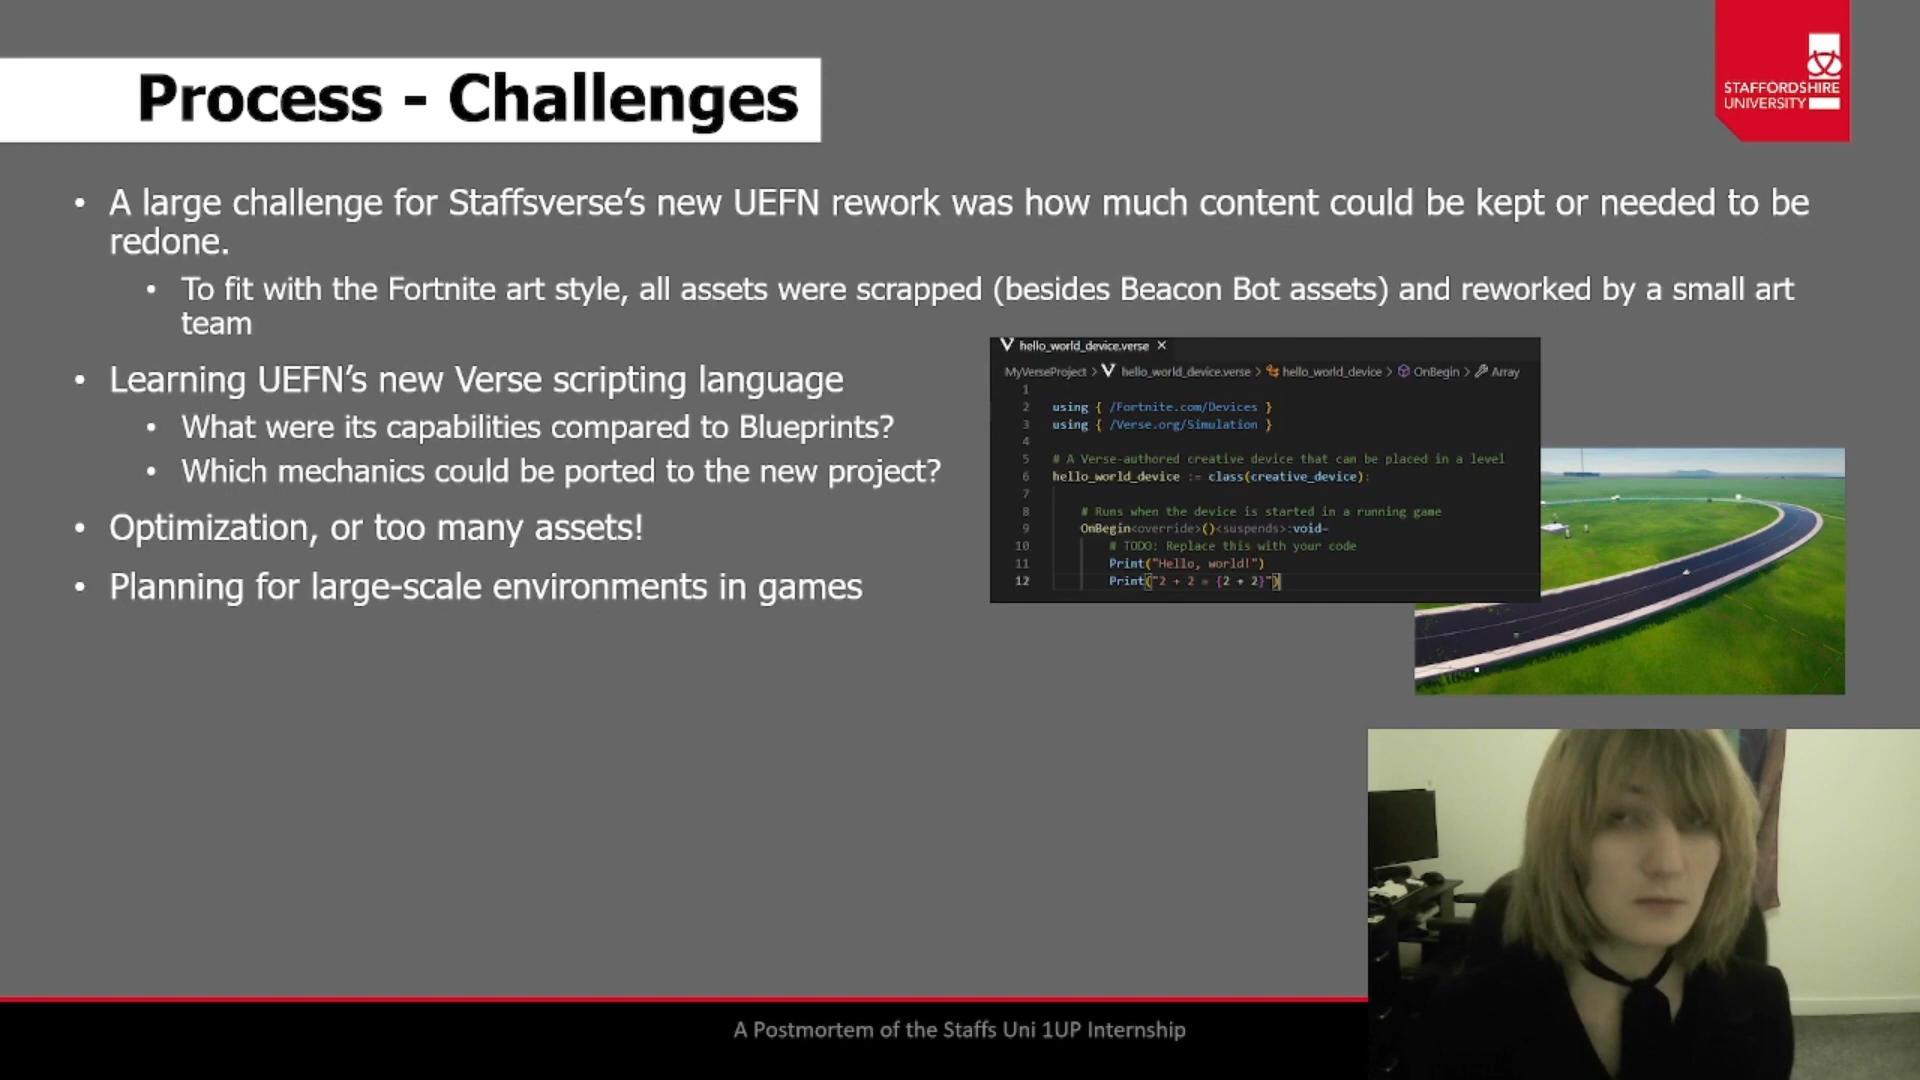 Process - Challenges
STAFFORDSHIRE
UNIVERSITY
• A large challenge for Staffsverse’s new UEFN rework was how much content could be kept or needed to be
redone.
• To fit with the Fortnite art style, all assets were scrapped (besides Beacon Bot assets) and reworked by a small art
team
• Learning UEFN’s new Verse scripting language
• What were its capabilities compared to Blueprints?
• Which mechanics could be ported to the new project?
• Optimization, or too many assets!
• Planning for large-scale environments in games
hello_world_device.verse ×
MyVerseProject > hello_world_device.verse > hello_world_device > OnBegin > Array
1
2 using { /Fortnite.com/Devices }
3 using { /Verse.org/Simulation }
4
5 # A Verse-authored creative device that can be placed in a level
6 hello_world_device := class(creative_device):
7
8 # Runs when the device is started in a running game
9 OnBegin<override>()<suspends>:void=
10 # TODO: Replace this with your code
11 Print("Hello, world!")
12 Print("2 + 2 = {2 + 2}")
A Postmortem of the Staffs Uni 1UP Internship